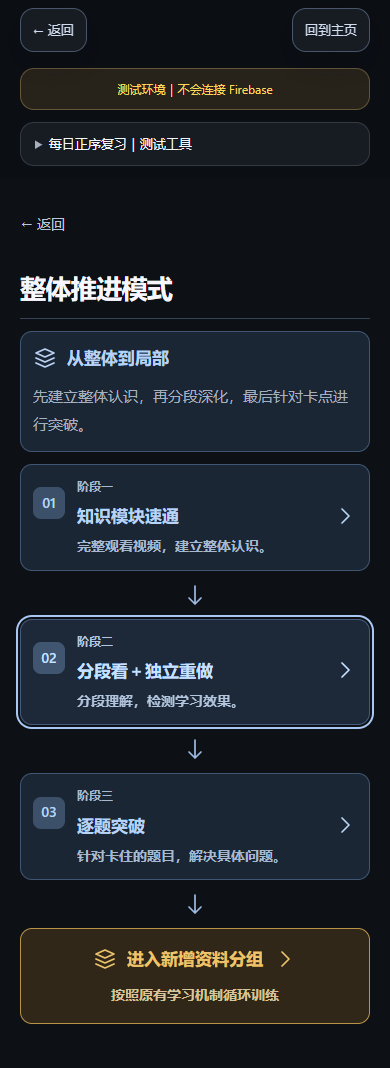 ← 返回
回到主页
测试环境 | 不会连接 Firebase
▶ 每日正序复习 | 测试工具
← 返回
整体推进模式
从整体到局部
先建立整体认识，再分段深化，最后针对卡点进
行突破。
阶段一
01
知识模块速通
完整观看视频，建立整体认识。
阶段二
02
分段看 + 独立重做
分段理解，检测学习效果。
阶段三
03
逐题突破
针对卡住的题目，解决具体问题。
进入新增资料分组
按照原有学习机制循环训练